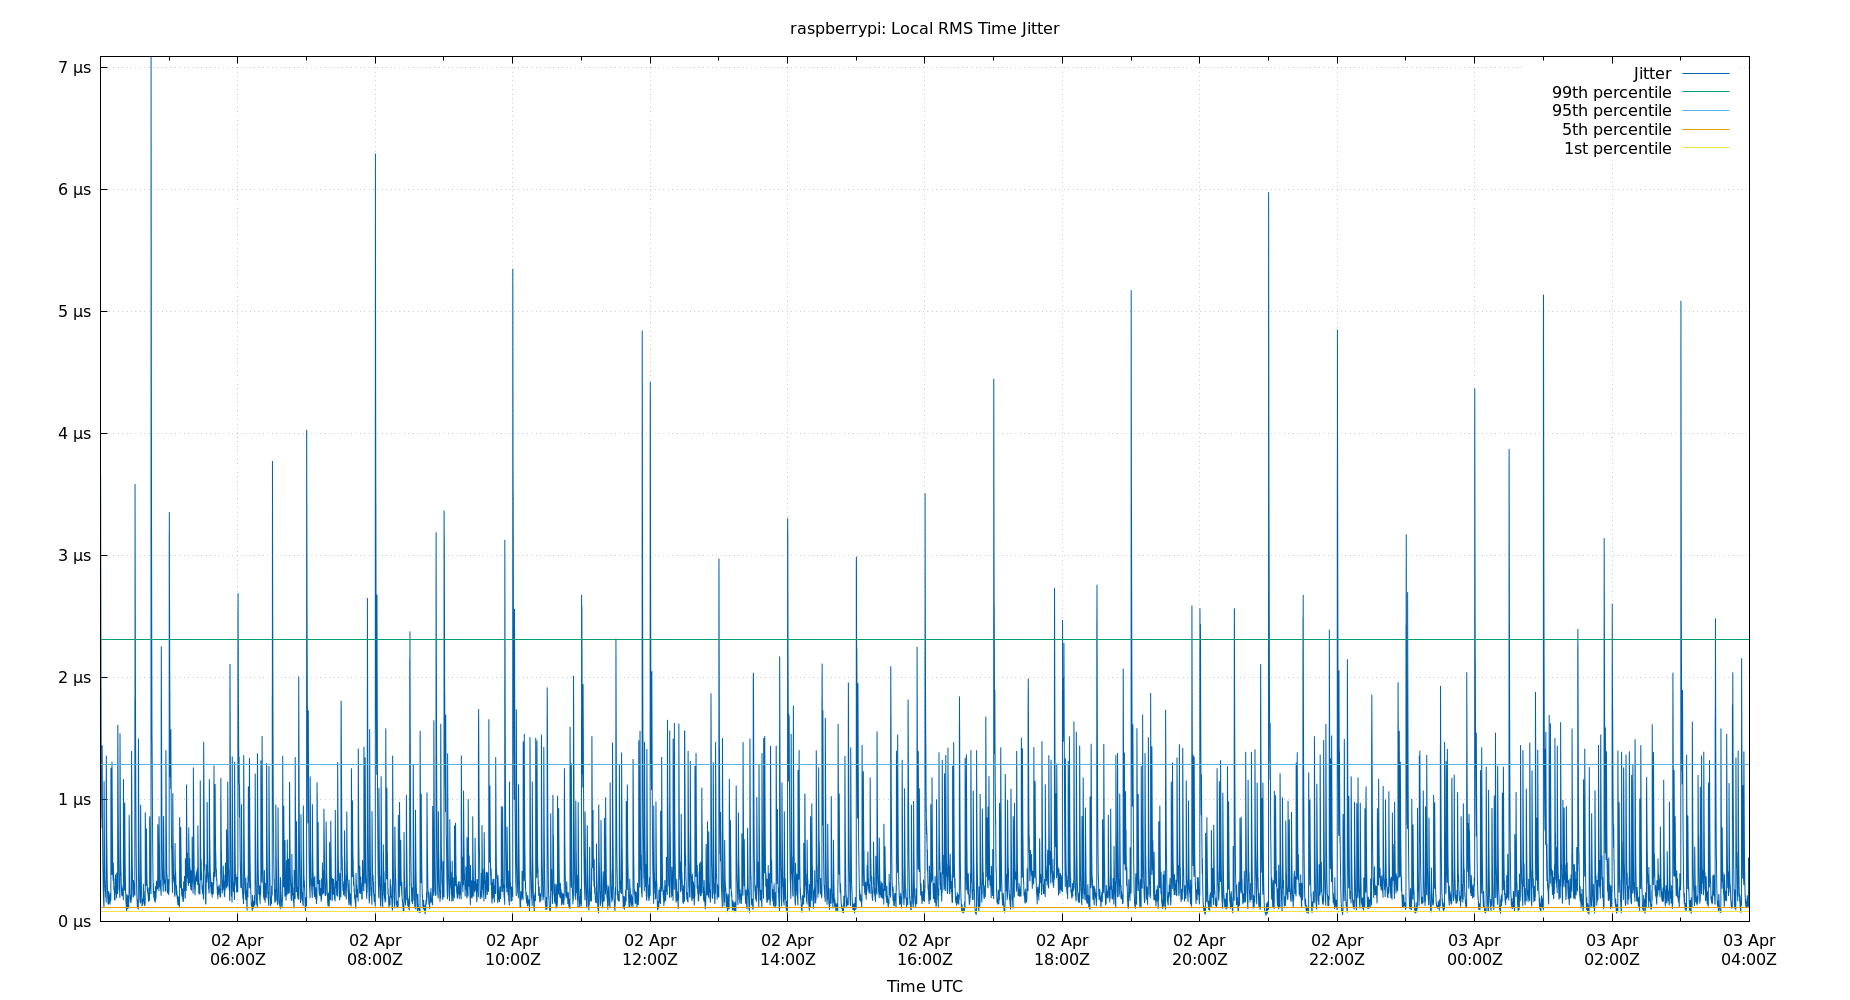 raspberrypi: Local RMS Time Jitter
7 µs
6 µs
5 µs
4 µs
3 µs
2 µs
1 µs
0 µs
Jitter
99th percentile
95th percentile
5th percentile
1st percentile
02 Apr
06:00Z
02 Apr
08:00Z
02 Apr
10:00Z
02 Apr
12:00Z
02 Apr
14:00Z
02 Apr
16:00Z
02 Apr
18:00Z
02 Apr
20:00Z
02 Apr
22:00Z
03 Apr
00:00Z
03 Apr
02:00Z
03 Apr
04:00Z
Time UTC